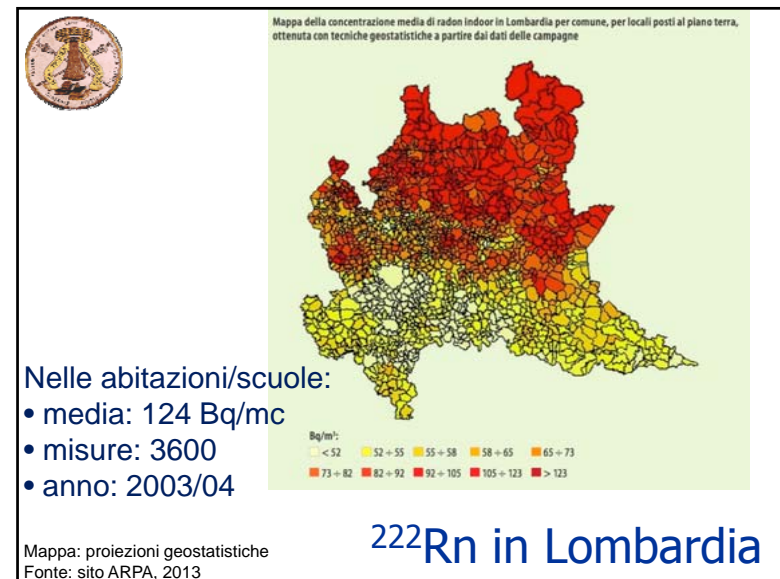 Mappa della concentrazione media di radon indoor in Lombardia per comune, per locali posti al piano terra,
ottenuta con tecniche geostatistiche a partire dai dati delle campagne
Nelle abitazioni/scuole:
• media: 124 Bq/mc
• misure: 3600
• anno: 2003/04
Bq/m³:
< 52 52 ÷ 55 55 ÷ 58 58 ÷ 65 65 ÷ 73
73 ÷ 82 82 ÷ 92 92 ÷ 105 105 ÷ 123 > 123
Mappa: proiezioni geostatistiche
Fonte: sito ARPA, 2013
²²²Rn in Lombardia